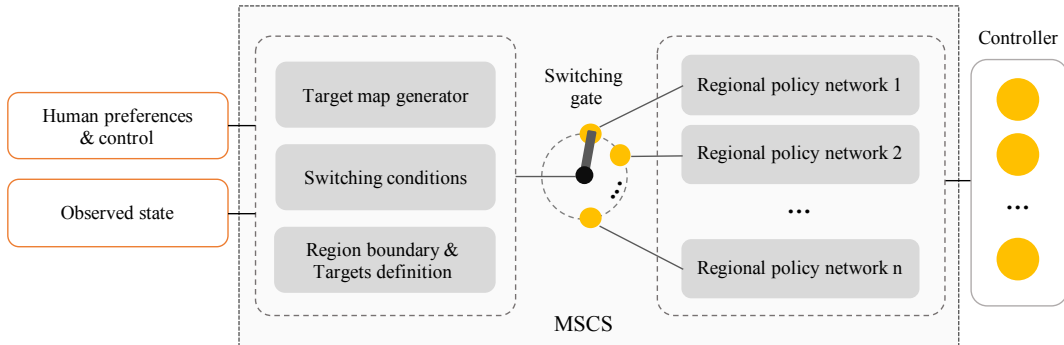 Human preferences
& control
Observed state
Target map generator
Switching conditions
Region boundary &
Targets definition
Switching
gate
...
Regional policy network 1
Regional policy network 2
...
Regional policy network n
MSCS
Controller
...